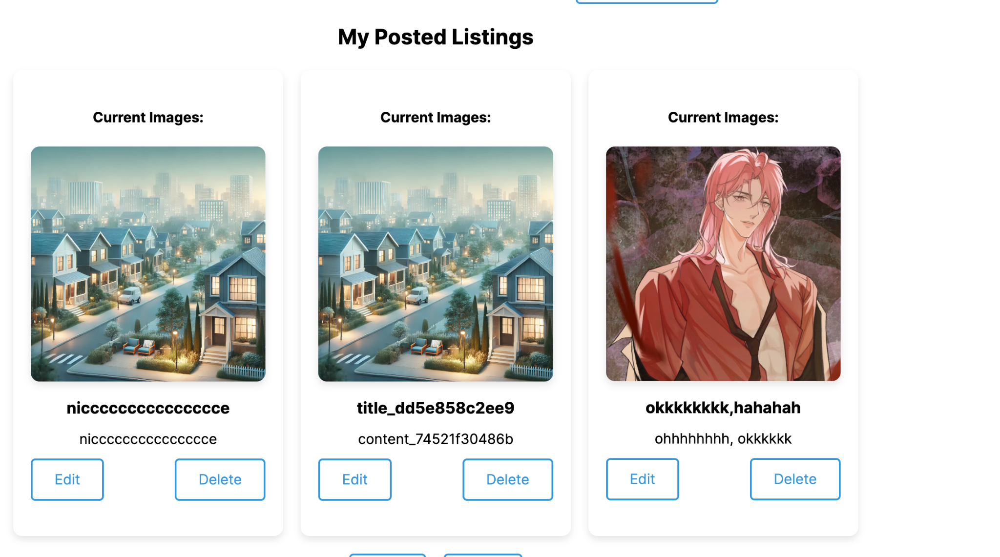 My Posted Listings
Current Images:
Current Images:
Current Images:
niccccccccccccccce
title_dd5e858c2ee9
okkkkkkkk,hahahah
niccccccccccccccce
content_74521f30486b
ohhhhhhhh, okkkkkk
Edit
Delete
Edit
Delete
Edit
Delete